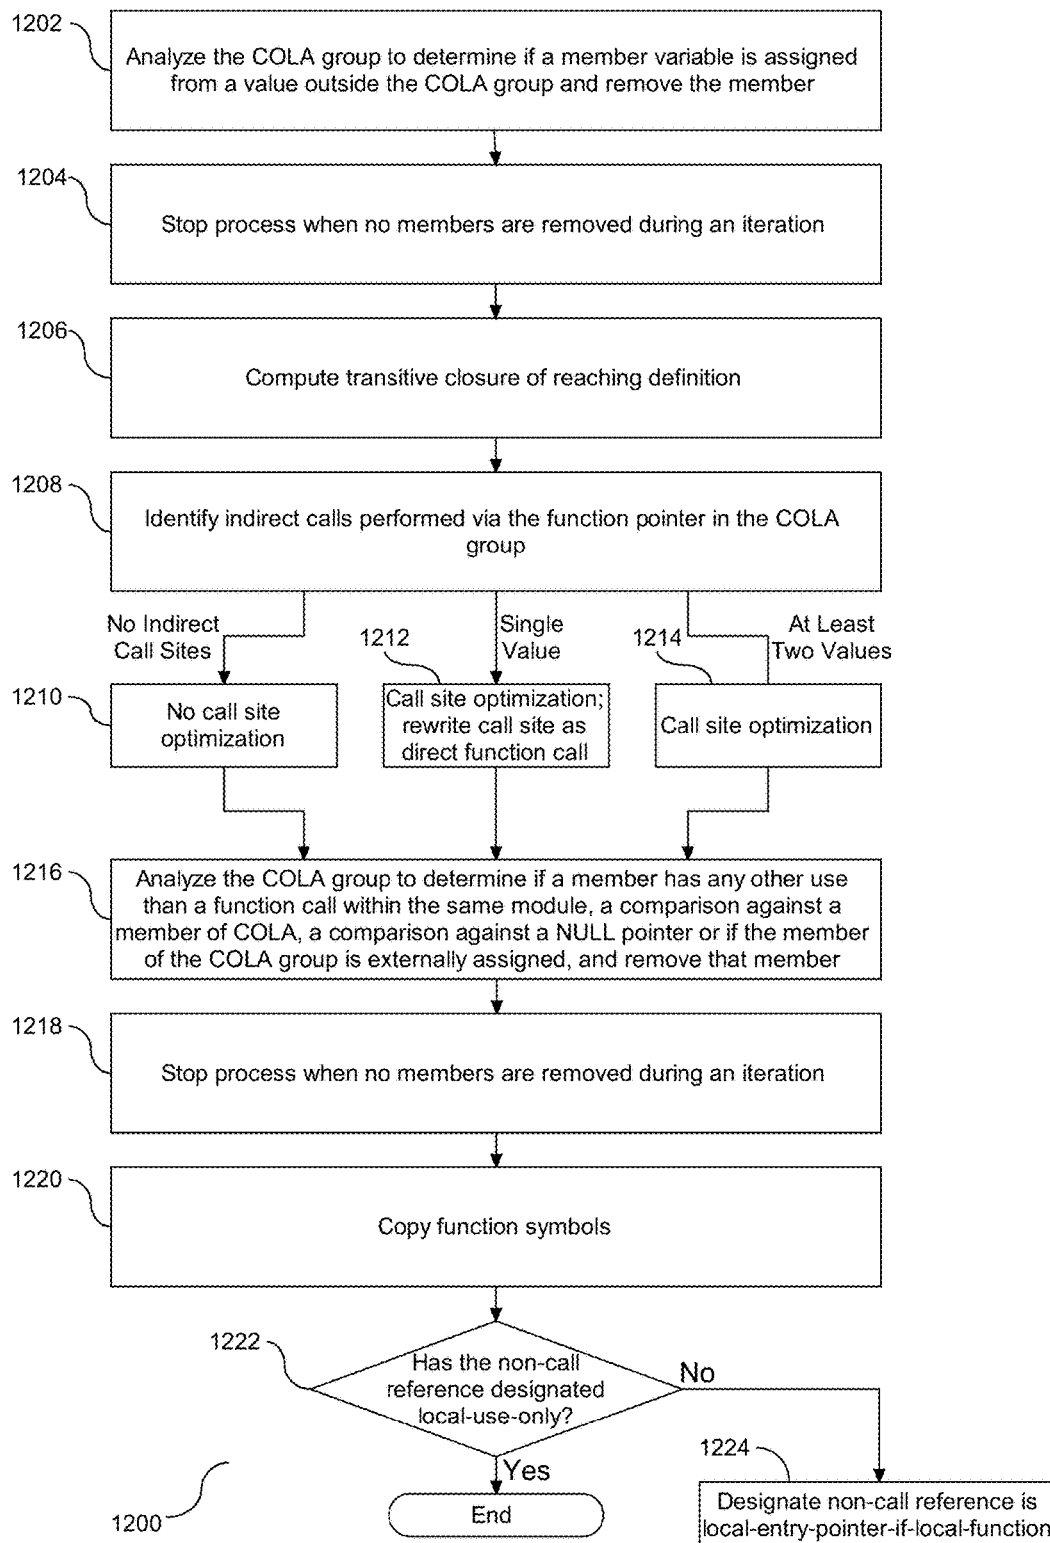 1202
Analyze the COLA group to determine if a member variable is assigned
from a value outside the COLA group and remove the member
1204
Stop process when no members are removed during an iteration
1206
Compute transitive closure of reaching definition
1208
Identify indirect calls performed via the function pointer in the COLA
group
No Indirect
Call Sites
1212
Single
Value
1214
At Least
Two Values
1210
No call site
optimization
Call site optimization;
rewrite call site as
direct function call
Call site optimization
1216
Analyze the COLA group to determine if a member has any other use
than a function call within the same module, a comparison against a
member of COLA, a comparison against a NULL pointer or if the member
of the COLA group is externally assigned, and remove that member
1218
Stop process when no members are removed during an iteration
1220
Copy function symbols
1222
Has the non-call
reference designated
local-use-only?
No
Yes
1224
Designate non-call reference is
local-entry-pointer-if-local-function
End
1200